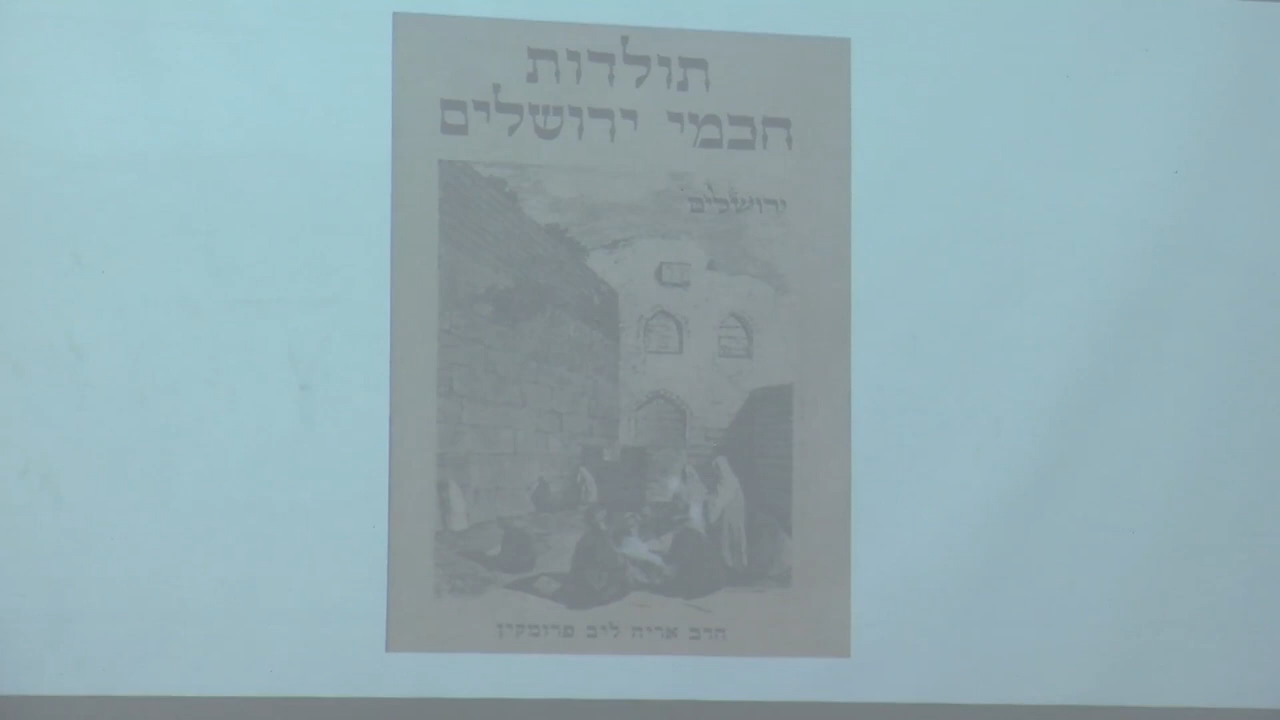 תולדות
חכמי ירושלים
ירושלים
הרב אריה ליב פרומקין